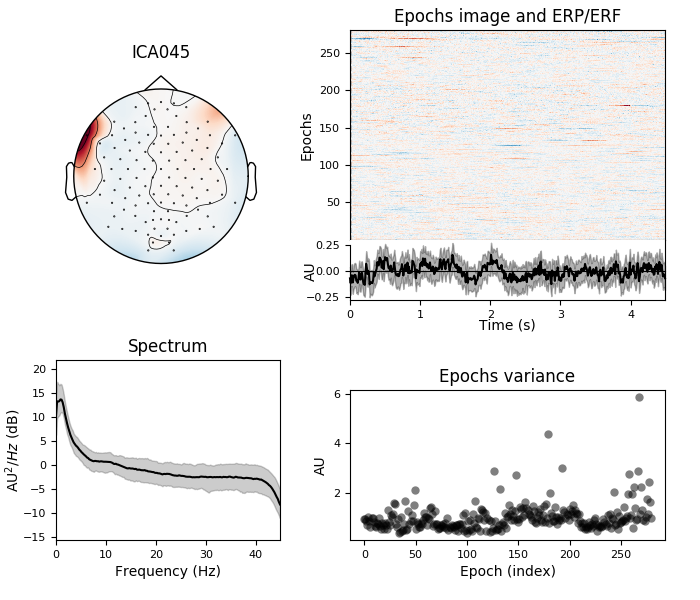 ICA045
Epochs image and ERP/ERF
Epochs
250
200
150
100
50
AU
0.25
0.00
−0.25
0 1 2 3 4
Time (s)
Spectrum
AU²/Hz (dB)
20
15
10
5
0
−5
−10
−15
0 10 20 30 40
Frequency (Hz)
Epochs variance
AU
6
4
2
0 50 100 150 200 250
Epoch (index)